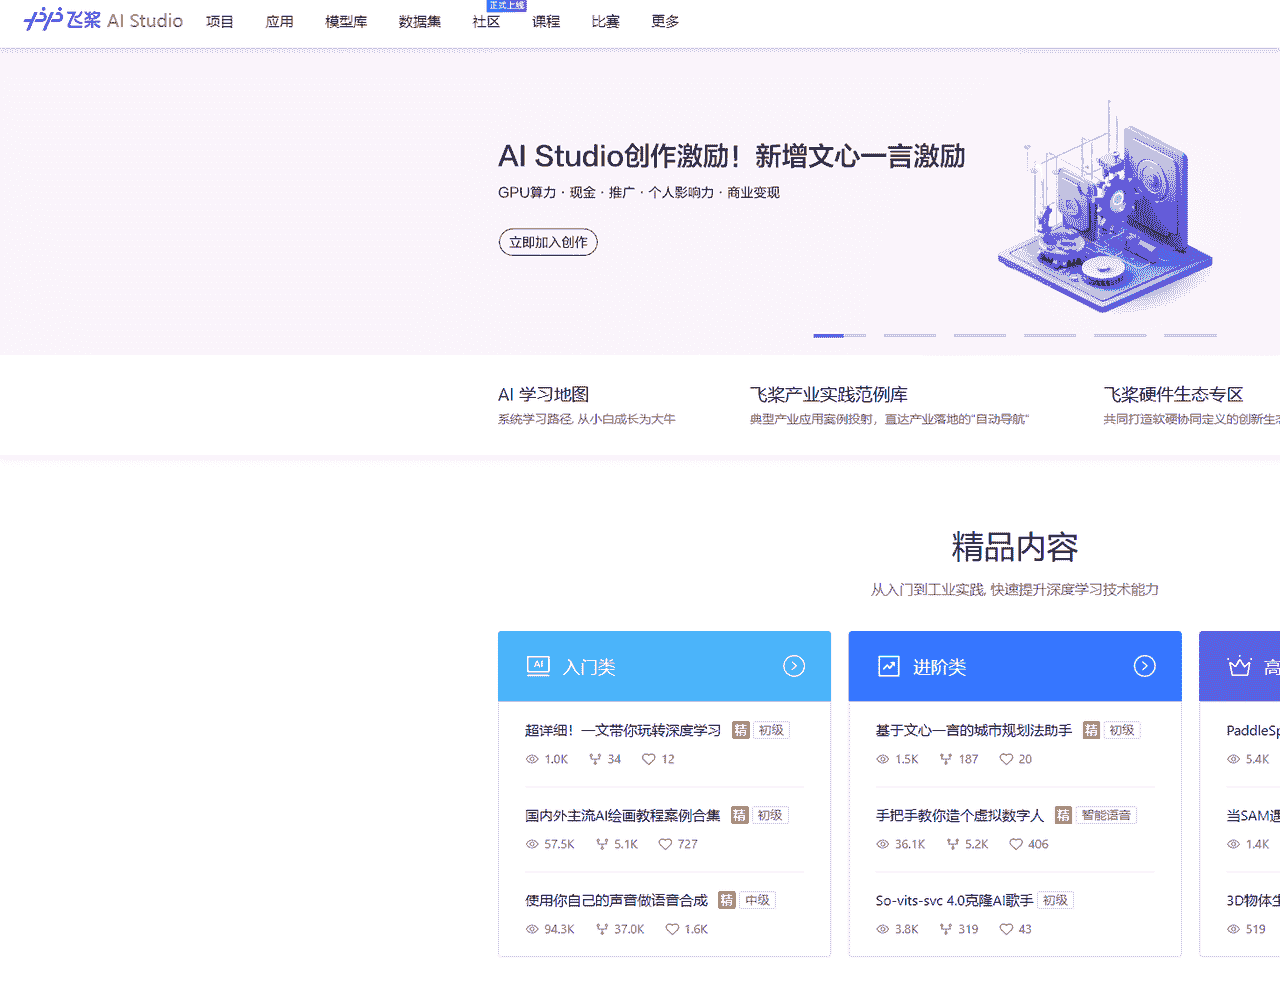 飞桨 AI Studio 项目 应用 模型库 数据集 社区 正式上线 课程 比赛 更多
AI Studio创作激励！新增文心一言激励
GPU算力 · 现金 · 推广 · 个人影响力 · 商业变现
立即加入创作
AI 学习地图
系统学习路径, 从小白成长为大牛
飞桨产业实践范例库
典型产业应用案例投射，直达产业落地的"自动导航"
飞桨硬件生态专区
共同打造软硬协同定义的创新生态
精品内容
从入门到工业实践, 快速提升深度学习技术能力
AI 入门类
超详细！一文带你玩转深度学习 精 初级
1.0K 34 12
国内外主流AI绘画教程案例合集 精 初级
57.5K 5.1K 727
使用你自己的声音做语音合成 精 中级
94.3K 37.0K 1.6K
进阶类
基于文心一言的城市规划法助手 精 初级
1.5K 187 20
手把手教你造个虚拟数字人 精 智能语音
36.1K 5.2K 406
So-vits-svc 4.0克隆AI歌手 初级
3.8K 319 43
高
PaddleSp
5.4K
当SAM遇
1.4K
3D物体生
519